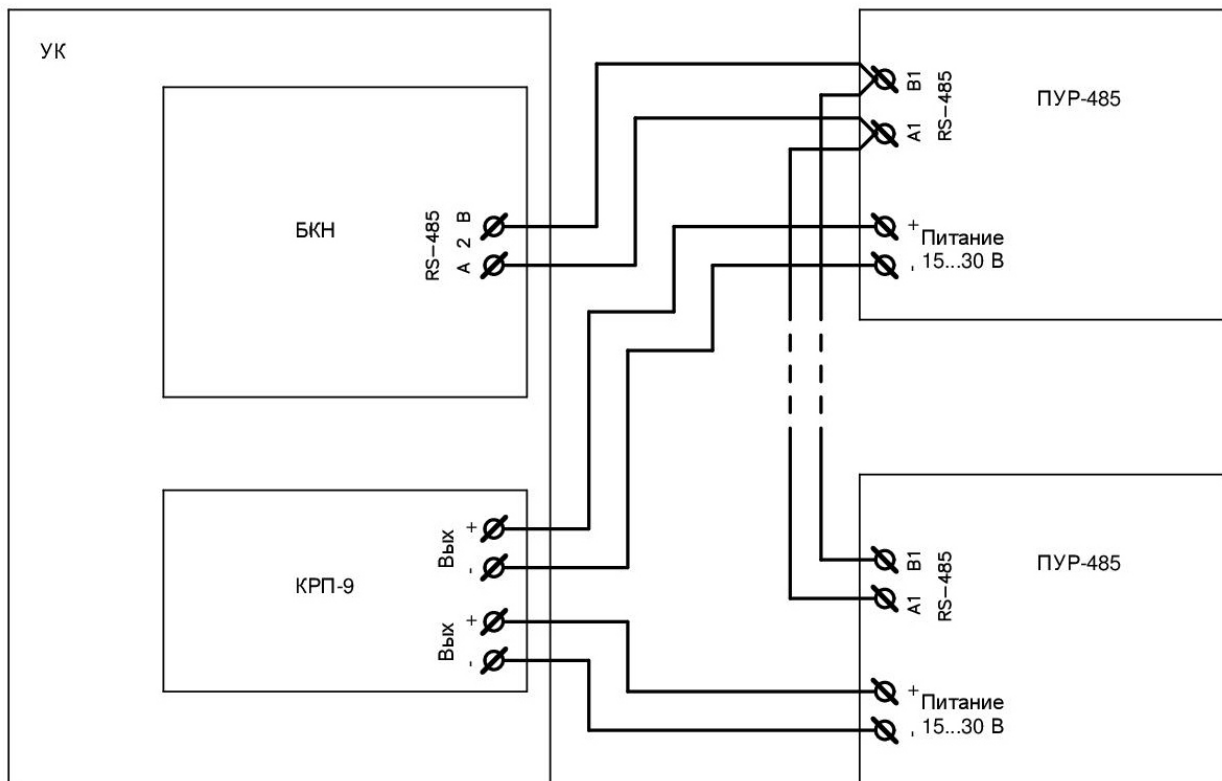 УК
БКН
RS-485
2
A B
КРП-9
Вых
+
-
Вых
+
-
ПУР-485
B1
A1
RS-485
+
-
Питание
15...30 В
ПУР-485
B1
A1
RS-485
+
-
Питание
15...30 В